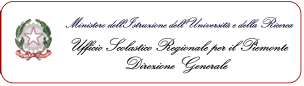 Ministero dell'Istruzione dell'Università e della Ricerca
Ufficio Scolastico Regionale per il Piemonte
Direzione Generale